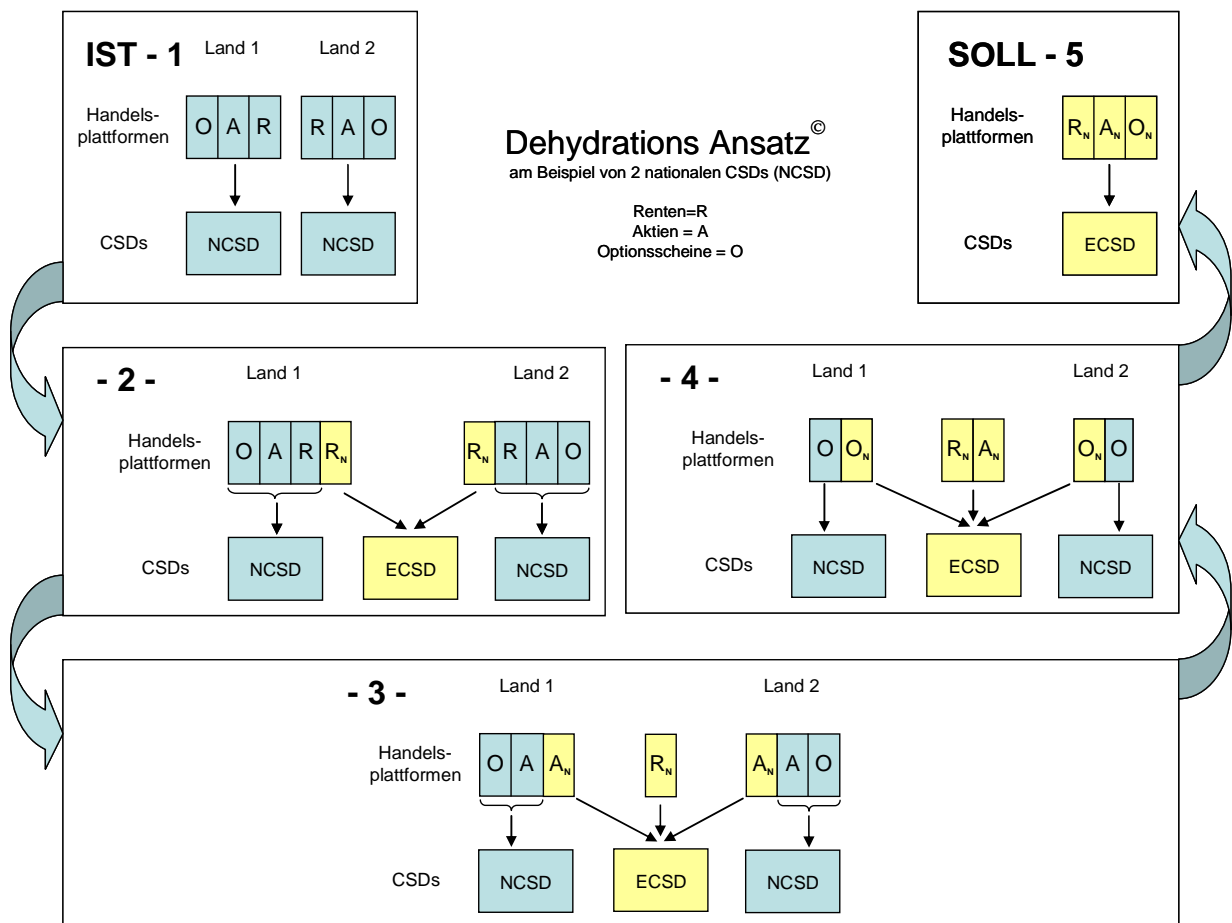 IST - 1
Land 1 Land 2
Handels-
plattformen
O A R R A O
CSDs NCSD NCSD
Dehydrations Ansatz©
am Beispiel von 2 nationalen CSDs (NCSD)
Renten=R
Aktien = A
Optionsscheine = O
SOLL - 5
Handels-
plattformen
RN AN ON
CSDs ECSD
- 2 -
Land 1 Land 2
Handels-
plattformen
O A R RN RN R A O
CSDs NCSD ECSD NCSD
- 4 -
Land 1 Land 2
Handels-
plattformen
O ON RN AN ON O
CSDs NCSD ECSD NCSD
- 3 -
Land 1 Land 2
Handels-
plattformen
O A AN RN AN A O
CSDs NCSD ECSD NCSD